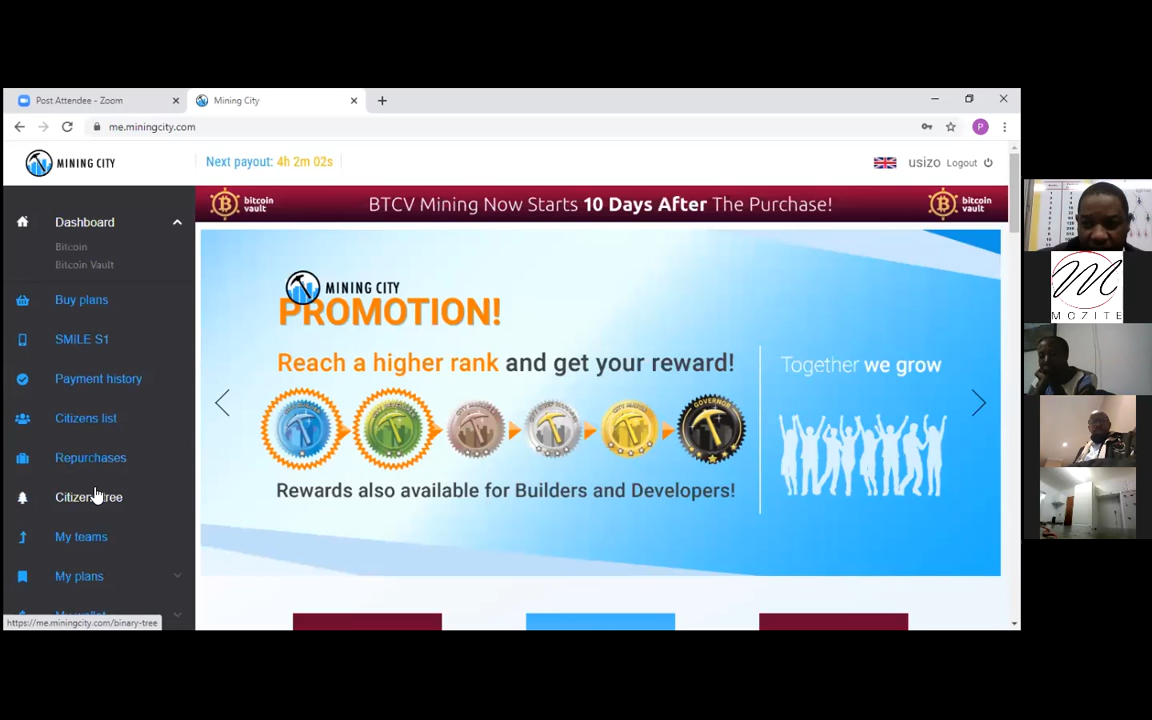 Post Attendee - Zoom
Mining City
me.miningcity.com
P
MINING CITY
Next payout: 4h 2m 02s
usizo Logout
bitcoin vault
BTCV Mining Now Starts 10 Days After The Purchase!
bitcoin vault
Dashboard
Bitcoin
Bitcoin Vault
Buy plans
SMILE S1
Payment history
Citizens list
Repurchases
Citizens tree
My teams
My plans
My wallet
https://me.miningcity.com/binary-tree
MINING CITY
PROMOTION!
Reach a higher rank and get your reward!
GOVERNOR
Rewards also available for Builders and Developers!
Together we grow
M
MOZITE